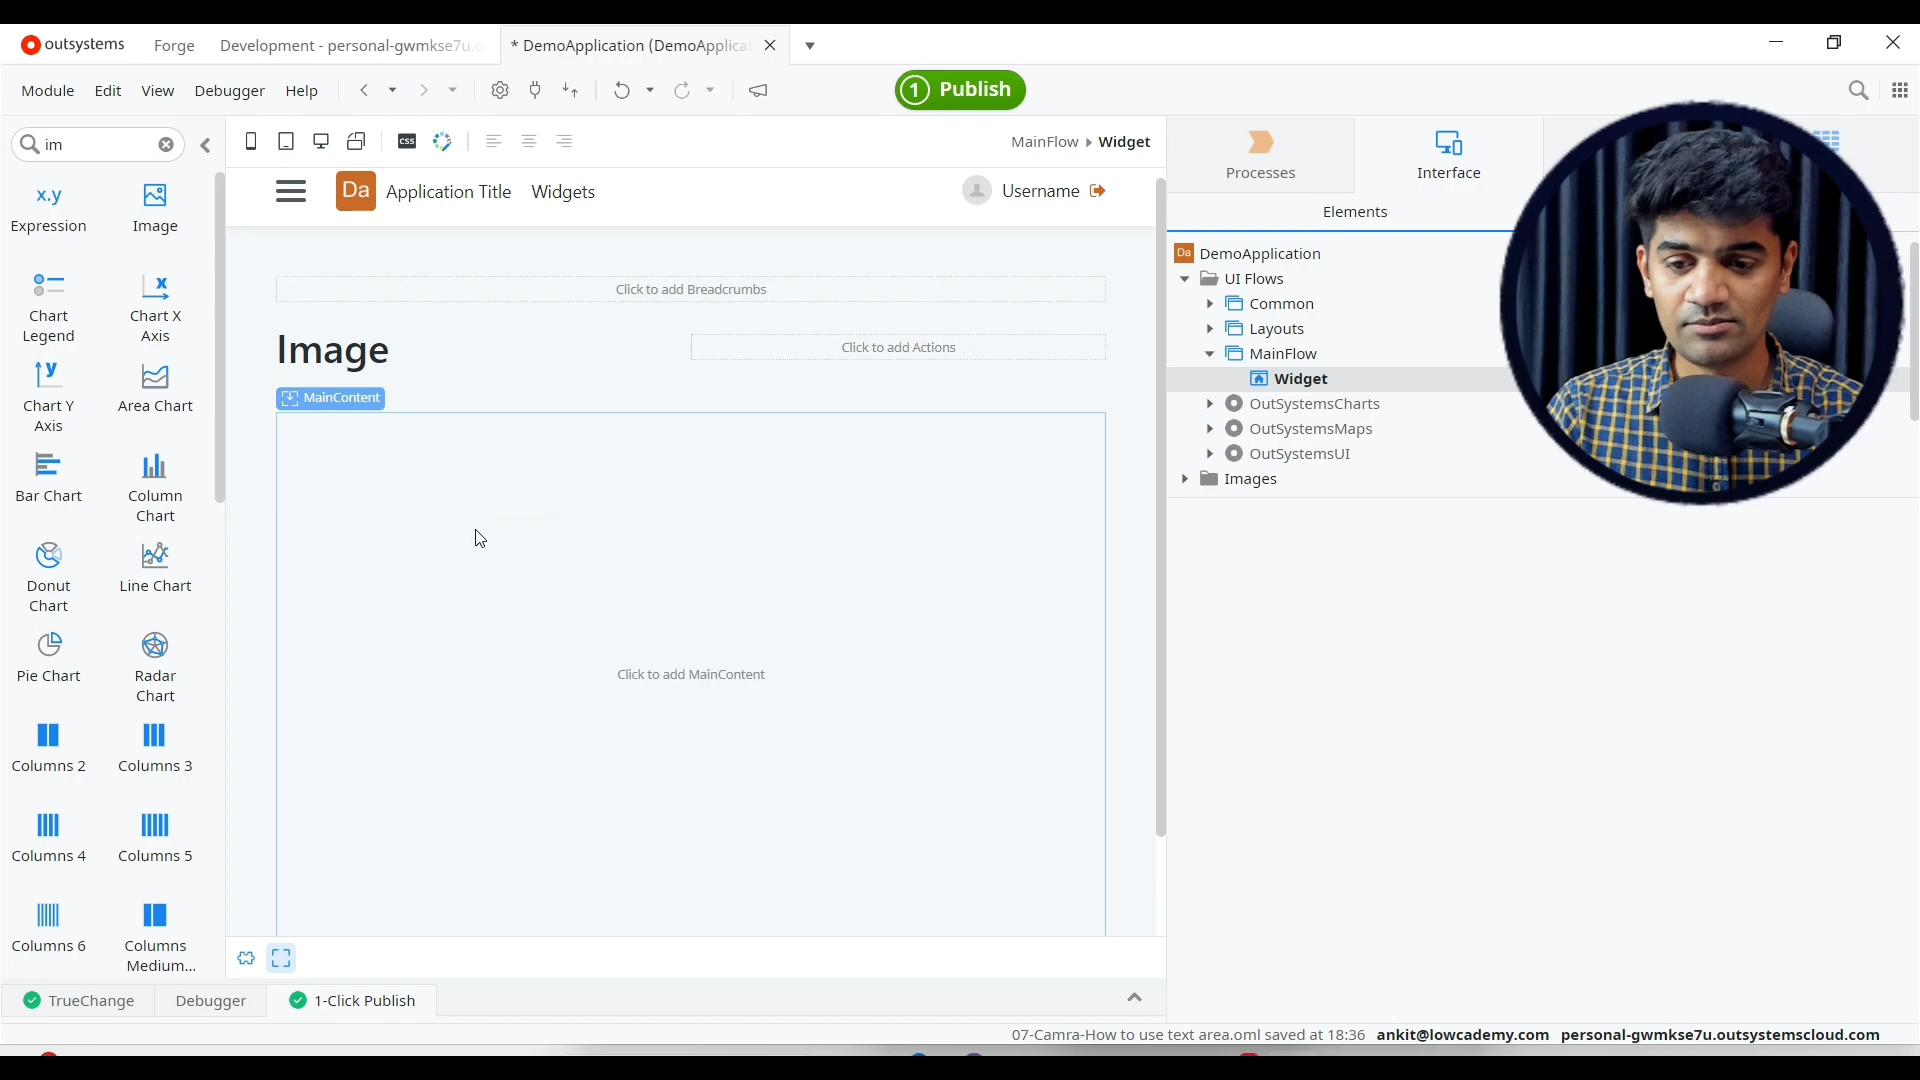 outsystems
Forge
Development - personal-gwmkse7u.o
* DemoApplication (DemoApplicat
Module
Edit
View
Debugger
Help
1 Publish
im
css
MainFlow
Widget
Processes
Interface
Elements
x.y
Expression
Image
Da
Application Title
Widgets
Username
Click to add Breadcrumbs
Chart
Legend
x
Chart X
Axis
Image
Click to add Actions
MainContent
y
Chart Y
Axis
Area Chart
Bar Chart
Column
Chart
Donut
Chart
Line Chart
Pie Chart
Radar
Chart
Click to add MainContent
Columns 2
Columns 3
Columns 4
Columns 5
Columns 6
Columns
Medium...
Da DemoApplication
UI Flows
Common
Layouts
MainFlow
Widget
OutSystemsCharts
OutSystemsMaps
OutSystemsUI
Images
TrueChange
Debugger
1-Click Publish
07-Camra-How to use text area.oml saved at 18:36
ankit@lowcademy.com
personal-gwmkse7u.outsystemscloud.com